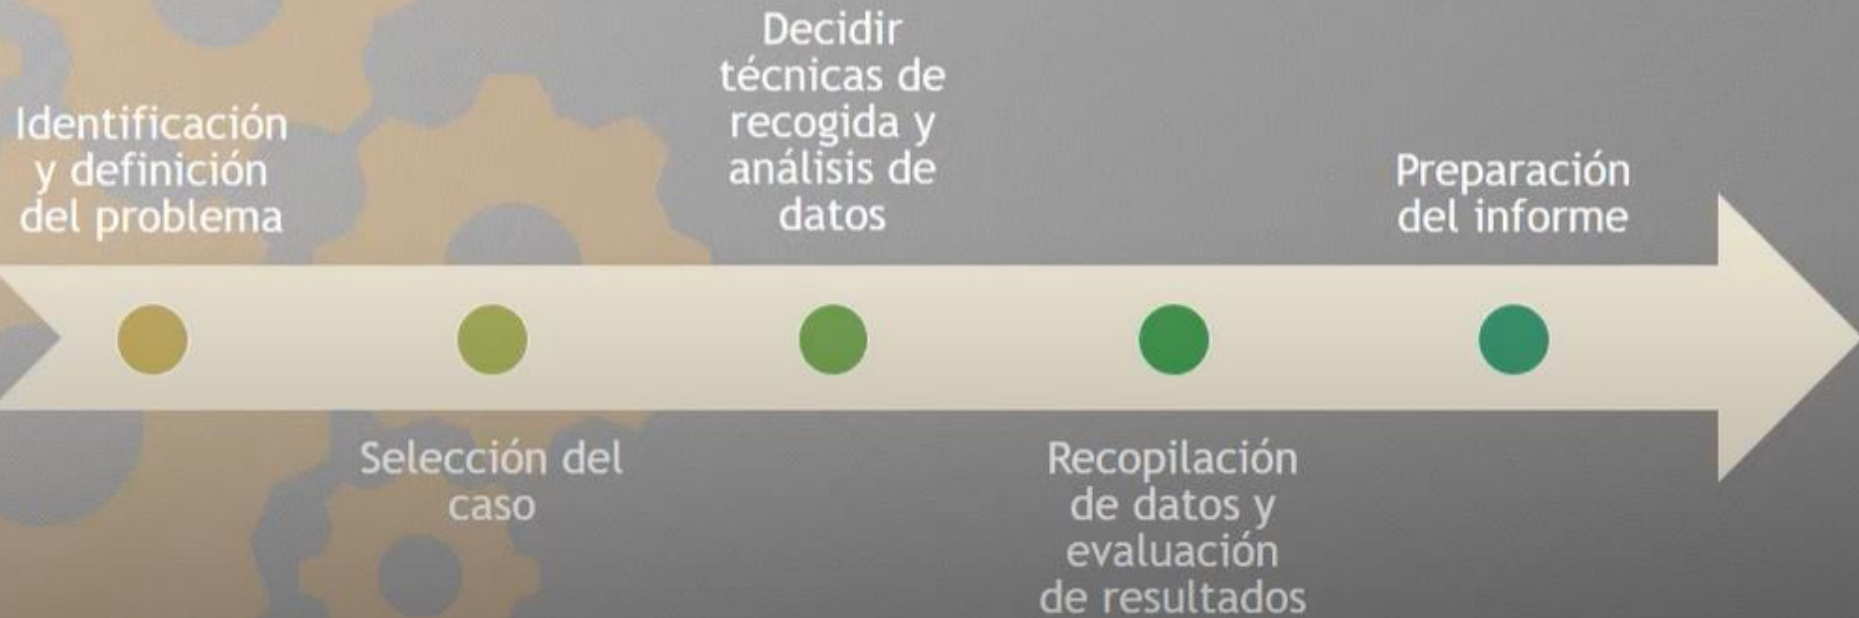 Identificación
y definición
del problema
Selección del
caso
Decidir
técnicas de
recogida y
análisis de
datos
Recopilación
de datos y
evaluación
de resultados
Preparación
del informe